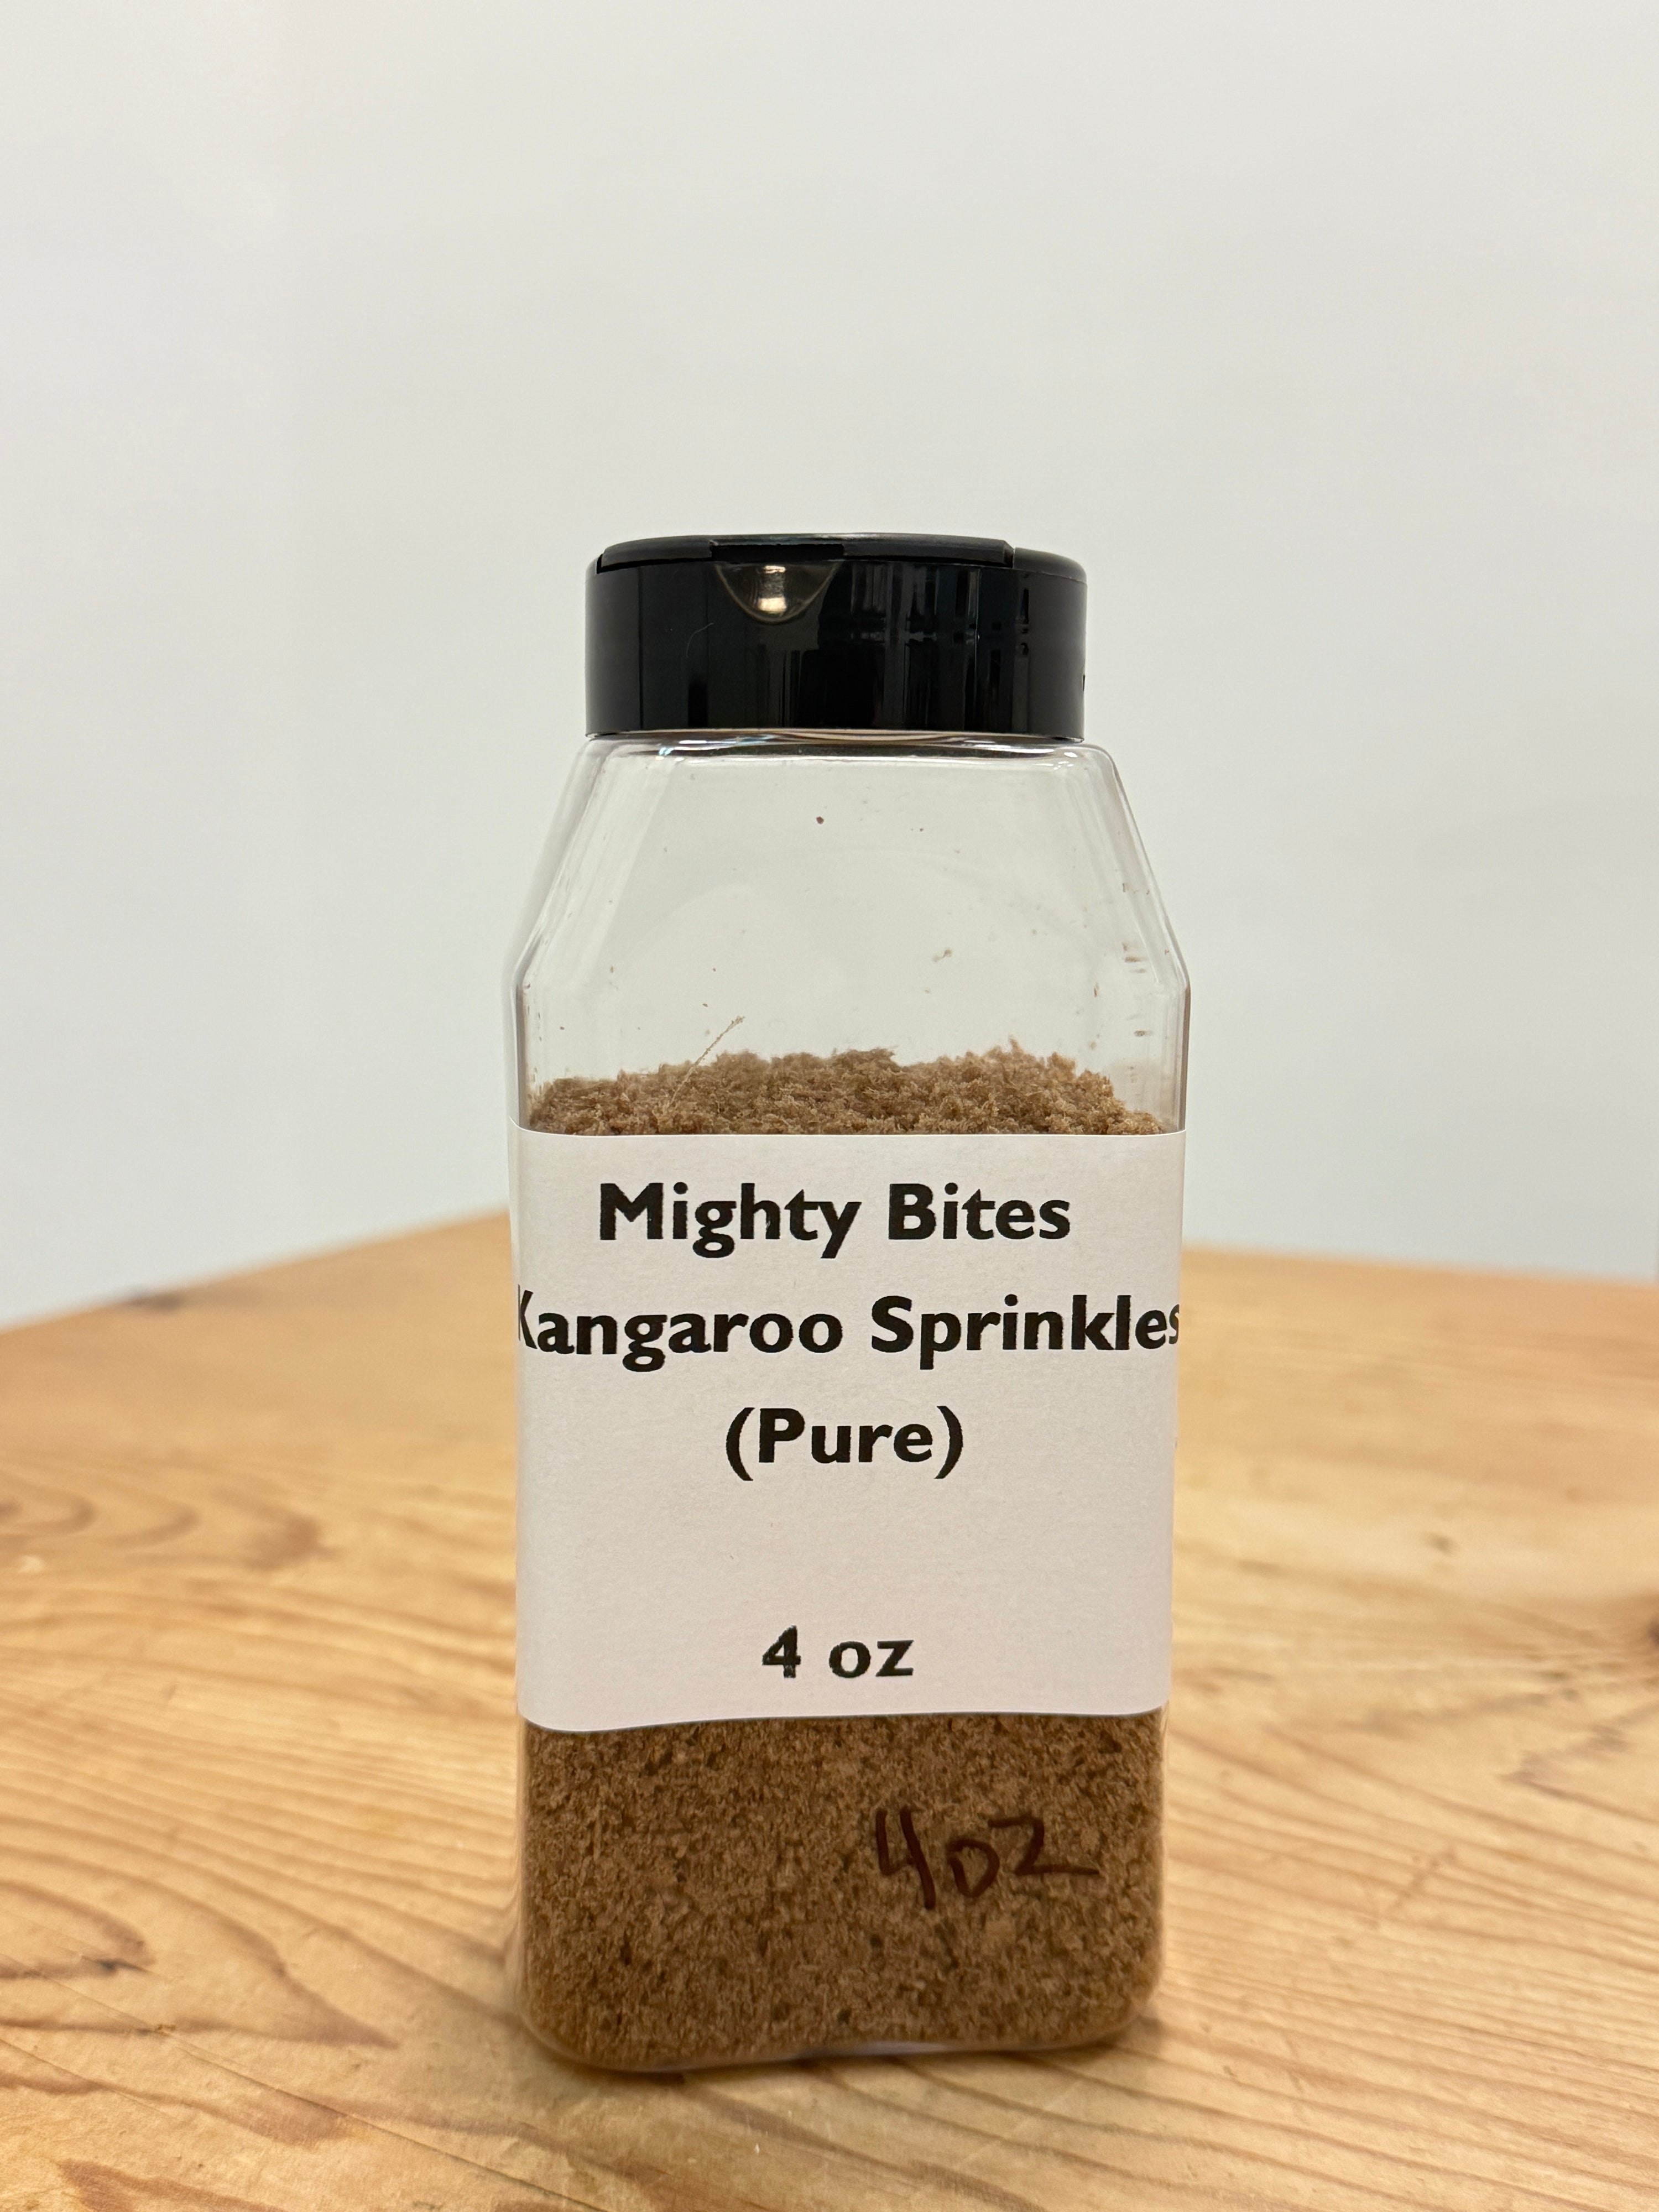 Mighty Bites
Kangaroo Sprinkles
(Pure)
4 oz
4oz